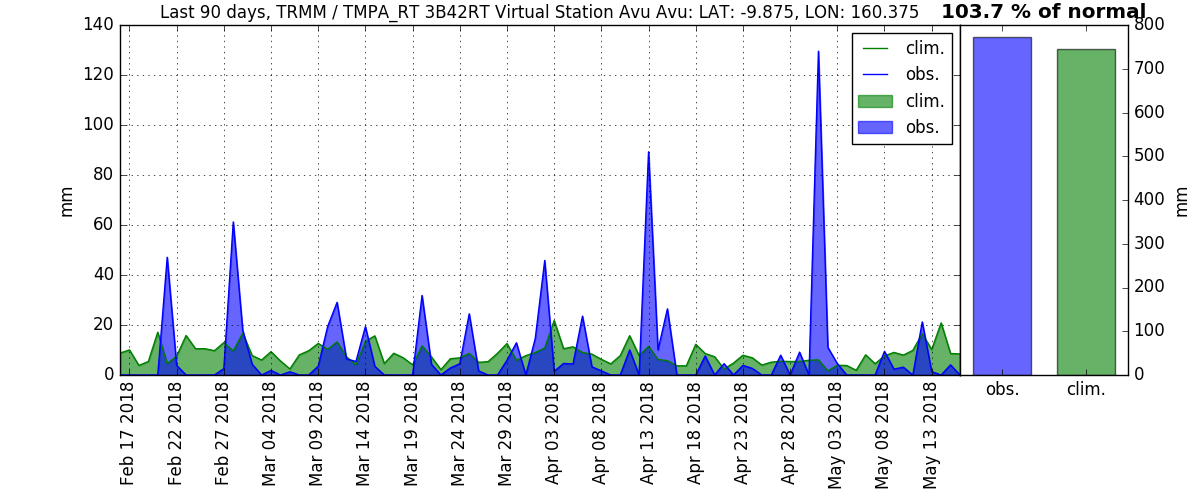 Last 90 days, TRMM / TMPA_RT 3B42RT Virtual Station Avu Avu: LAT: -9.875, LON: 160.375
103.7 % of normal
140
120
100
80
60
40
20
0
mm
clim.
obs.
clim.
obs.
800
700
600
500
400
300
200
100
0
mm
Feb 17 2018
Feb 22 2018
Feb 27 2018
Mar 04 2018
Mar 09 2018
Mar 14 2018
Mar 19 2018
Mar 24 2018
Mar 29 2018
Apr 03 2018
Apr 08 2018
Apr 13 2018
Apr 18 2018
Apr 23 2018
Apr 28 2018
May 03 2018
May 08 2018
May 13 2018
obs.
clim.